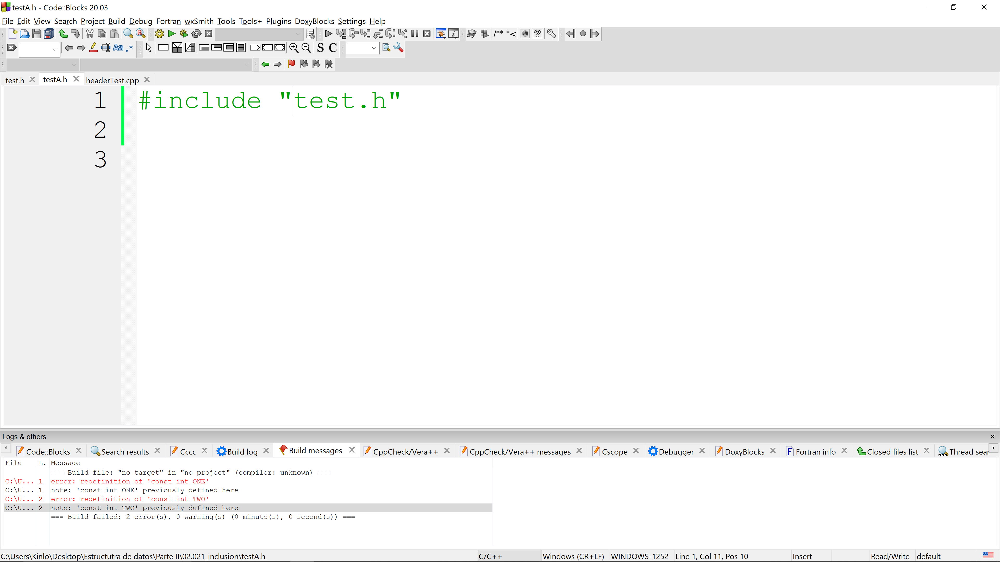 testA.h - Code::Blocks 20.03
File Edit View Search Project Build Debug Fortran wxSmith Tools Tools+ Plugins DoxyBlocks Settings Help
/** *<
Aa .* S C
test.h testA.h headerTest.cpp
1 #include "test.h"
2
3
Logs & others
Code::Blocks Search results Cccc Build log Build messages CppCheck/Vera++ CppCheck/Vera++ messages Cscope Debugger DoxyBlocks Fortran info Closed files list Thread sear
File L. Message
=== Build file: "no target" in "no project" (compiler: unknown) ===
C:\U... 1 error: redefinition of 'const int ONE'
C:\U... 1 note: 'const int ONE' previously defined here
C:\U... 2 error: redefinition of 'const int TWO'
C:\U... 2 note: 'const int TWO' previously defined here
=== Build failed: 2 error(s), 0 warning(s) (0 minute(s), 0 second(s)) ===
C:\Users\Kinlo\Desktop\Estructutra de datos\Parte II\02.021_inclusion\testA.h C/C++ Windows (CR+LF) WINDOWS-1252 Line 1, Col 11, Pos 10 Insert Read/Write default